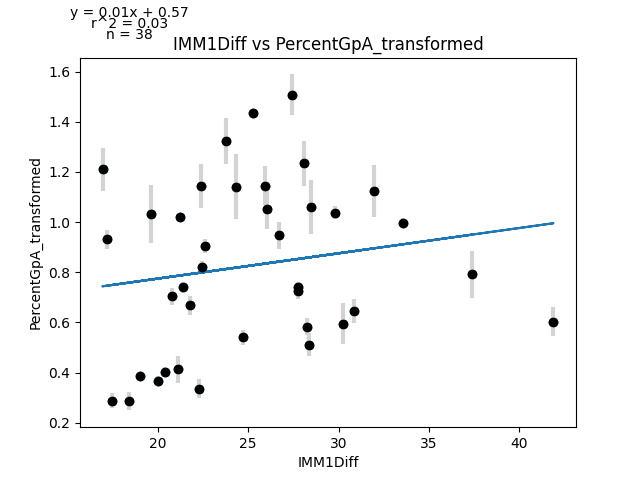 y = 0.01x + 0.57
r^2 = 0.03
n = 38
IMM1Diff vs PercentGpA_transformed
1.6
1.4
1.2
1.0
0.8
0.6
0.4
0.2
PercentGpA_transformed
20 25 30 35 40
IMM1Diff